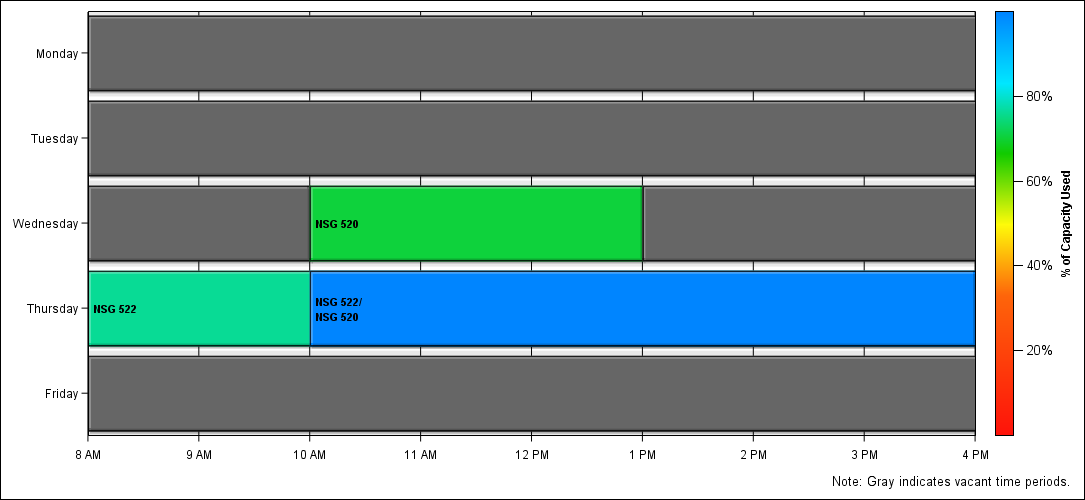 Monday
Tuesday
Wednesday
Thursday
Friday
NSG 520
NSG 522
NSG 522/
NSG 520
8 AM
9 AM
10 AM
11 AM
12 PM
1 PM
2 PM
3 PM
4 PM
80%
60%
40%
20%
% of Capacity Used
Note: Gray indicates vacant time periods.